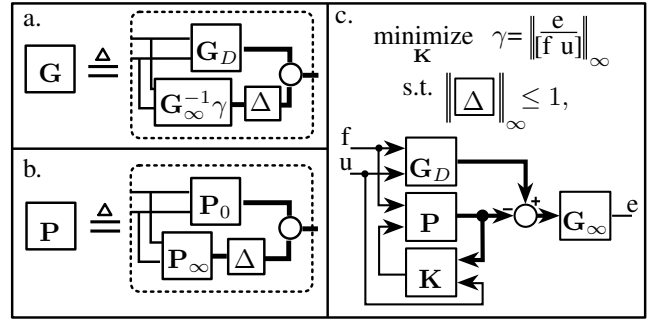 a.
G ≜ G_D
G_∞^{-1}γ Δ
b.
P ≜ P_0
P_∞ Δ
c.
minimize γ= ‖ e / [f u] ‖_∞
K
s.t. ‖ Δ ‖_∞ ≤ 1,
f
u
G_D
P
− +
G_∞ e
K